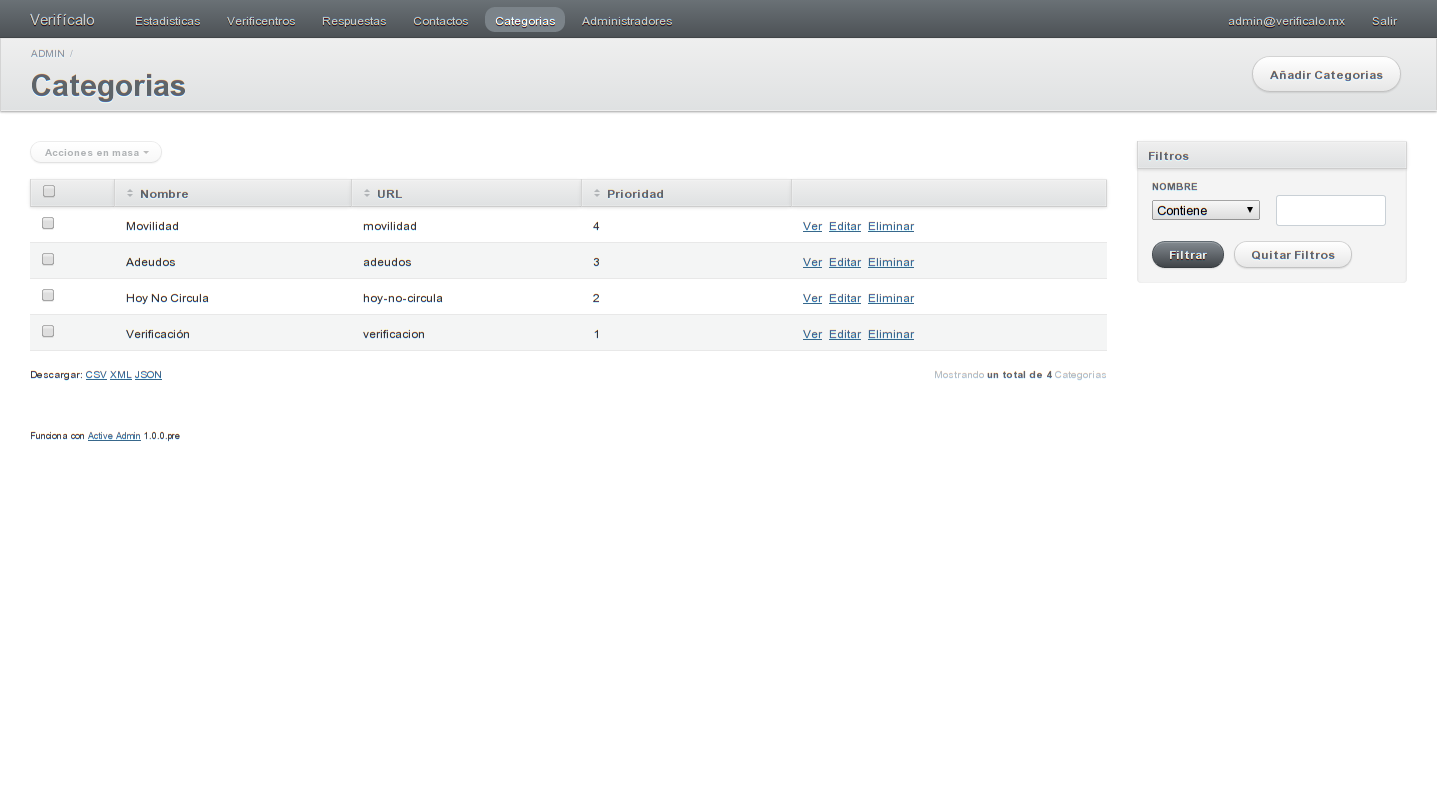 Verifícalo Estadisticas Verificentros Respuestas Contactos Categorias Administradores admin@verificalo.mx Salir
ADMIN /
Categorias
Añadir Categorias
Acciones en masa
Nombre URL Prioridad
Movilidad movilidad 4 Ver Editar Eliminar
Adeudos adeudos 3 Ver Editar Eliminar
Hoy No Circula hoy-no-circula 2 Ver Editar Eliminar
Verificación verificacion 1 Ver Editar Eliminar
Descargar: CSV XML JSON
Mostrando un total de 4 Categorias
Filtros
NOMBRE
Contiene
Filtrar Quitar Filtros
Funciona con Active Admin 1.0.0.pre